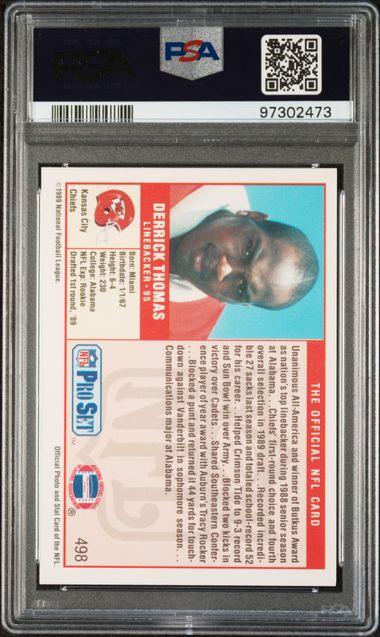 PSA
PSA
97302473
THE OFFICIAL NFL CARD
Unanimous All-America and winner of Butkus Award
as nation's top linebacker during 1988 senior season
at Alabama. . .Chiefs' first-round choice and fourth
overall selection in 1989 draft. . .Recorded incredi-
ble 27 sacks last season and totaled school-record 52
for his career. . .Helped Crimson Tide to 9-3 record
and Sun Bowl win over Army. . .Blocked two kicks in
victory over Cadets. . .Shared Southeastern Confer-
ence player of year award with Auburn's Tracy Rocker
. . .Blocked a punt and returned it 44 yards for touch-
down against Vanderbilt in sophomore season. . .
Communications major at Alabama.
DERRICK THOMAS
LINEBACKER • 95
Born: Miami
Birthdate: 1/1/67
Height: 6-4
Weight: 230
College: Alabama
NFL Exp: Rookie
Drafted: 1st round, '89
Kansas City
Chiefs
NFL
PRO SET
™
®
498
©1989 National Football League.
Official Photo and Stat Card of the NFL